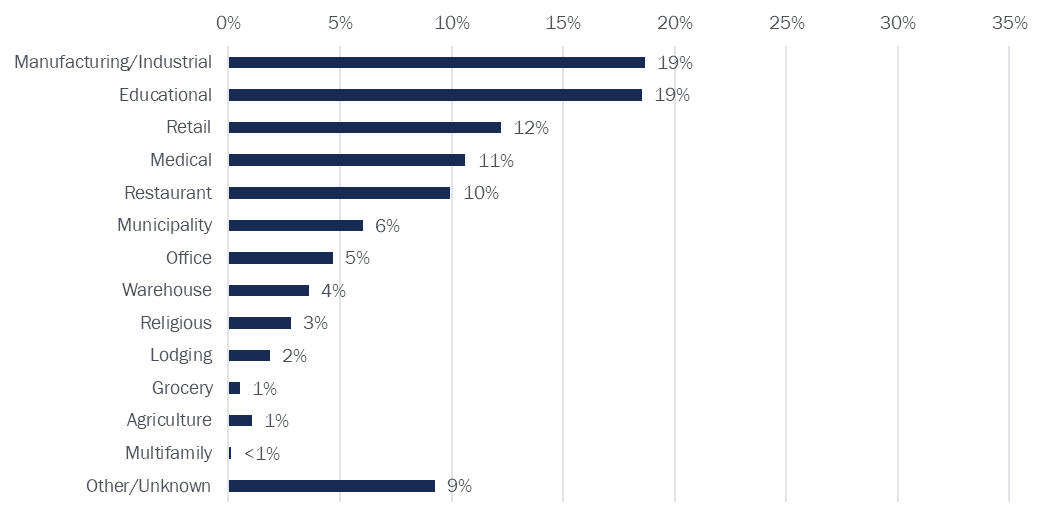 0% 5% 10% 15% 20% 25% 30% 35%
Manufacturing/Industrial 19%
Educational 19%
Retail 12%
Medical 11%
Restaurant 10%
Municipality 6%
Office 5%
Warehouse 4%
Religious 3%
Lodging 2%
Grocery 1%
Agriculture 1%
Multifamily <1%
Other/Unknown 9%